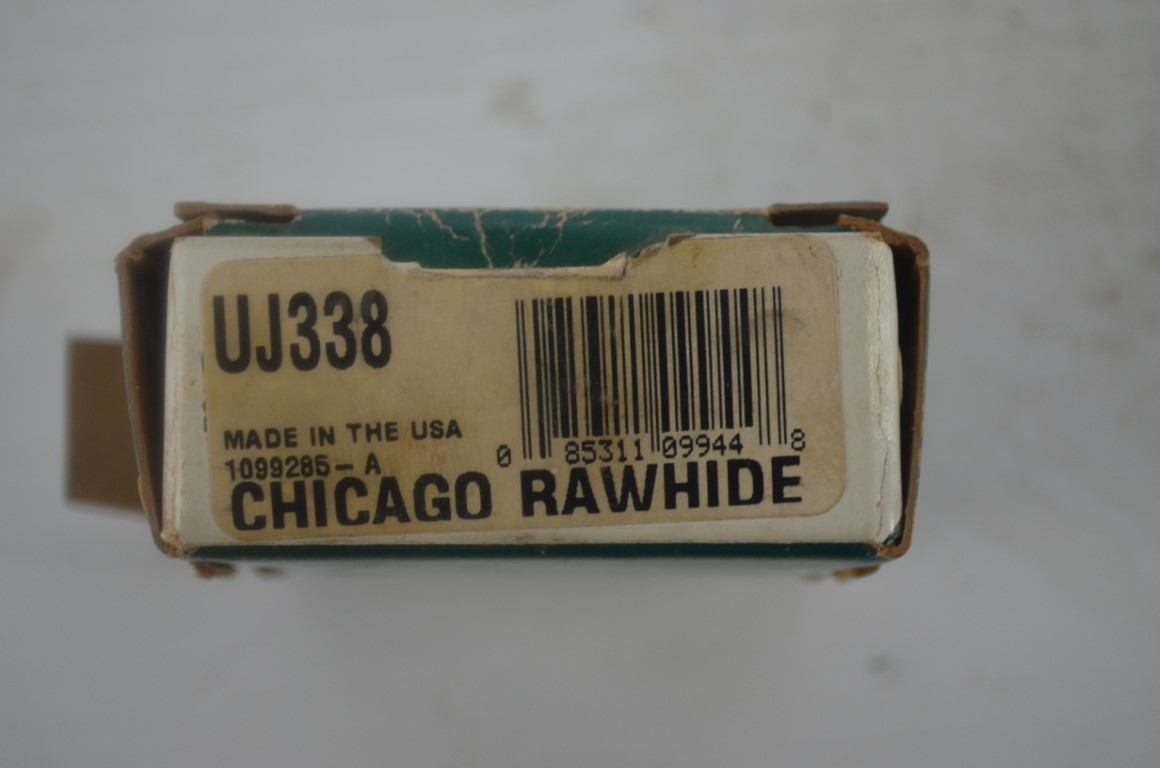 UJ338
MADE IN THE USA
1099285-A
0 85311 09944 8
CHICAGO RAWHIDE